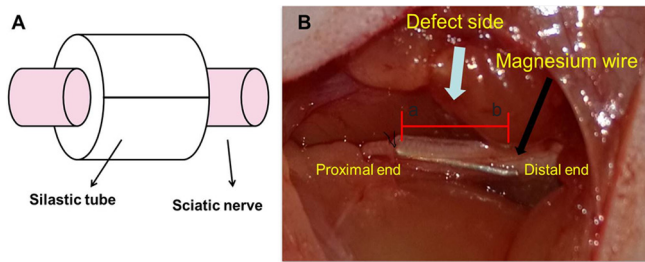 A
Silastic tube
Sciatic nerve
B
Defect side
Magnesium wire
a
b
Proximal end
Distal end